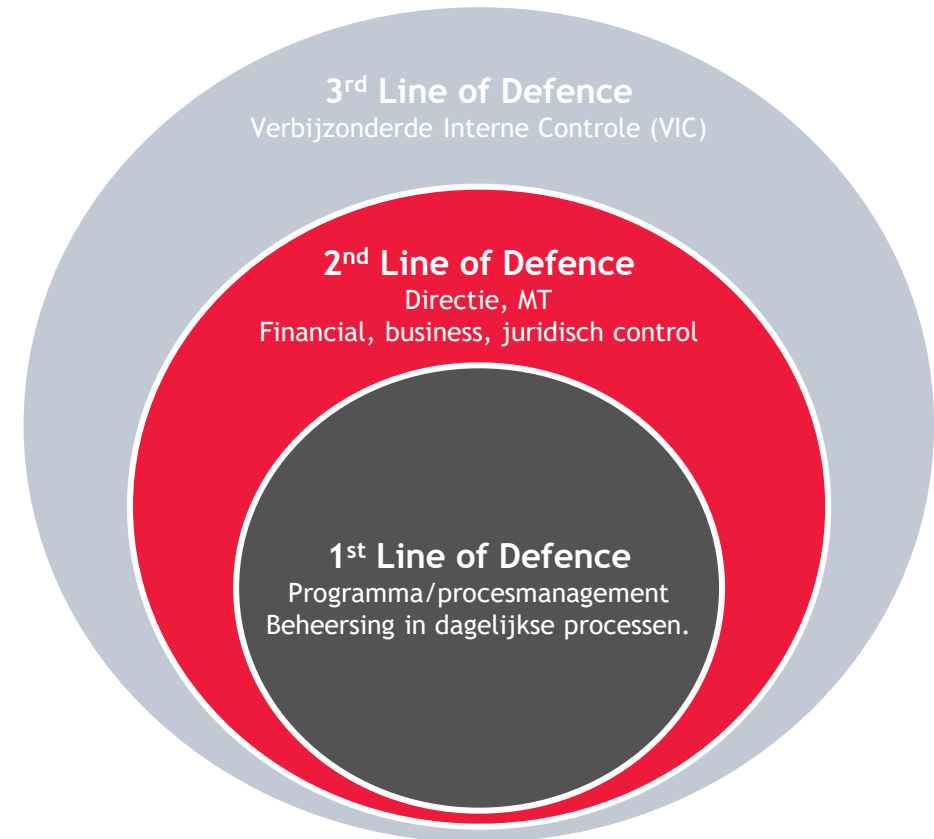 3rd Line of Defence
Verbijzonderde Interne Controle (VIC)
2nd Line of Defence
Directie, MT
Financial, business, juridisch control
1st Line of Defence
Programma/procesmanagement
Beheersing in dagelijkse processen.